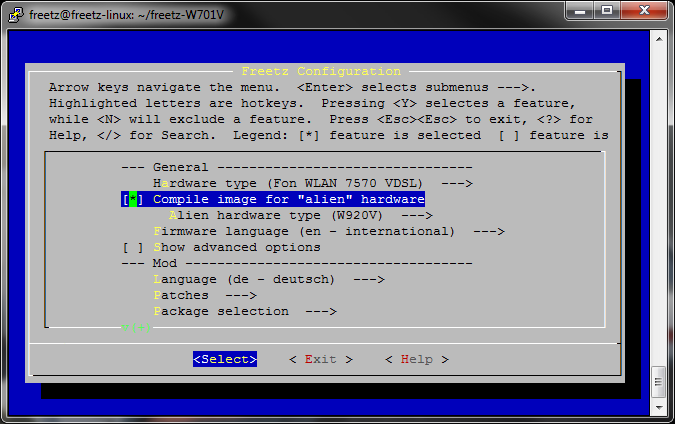 freetz@freetz-linux: ~/freetz-W701V
Freetz Configuration
Arrow keys navigate the menu.  <Enter> selects submenus --->.
Highlighted letters are hotkeys.  Pressing <Y> selectes a feature,
while <N> will exclude a feature.  Press <Esc><Esc> to exit, <?> for
Help, </> for Search.  Legend: [*] feature is selected  [ ] feature is
--- General --------------------------------
Hardware type (Fon WLAN 7570 VDSL)  --->
[*] Compile image for "alien" hardware
Alien hardware type (W920V)  --->
Firmware language (en - international)  --->
[ ] Show advanced options
--- Mod ------------------------------------
Language (de - deutsch)  --->
Patches  --->
Package selection  --->
<Select>    < Exit >    < Help >